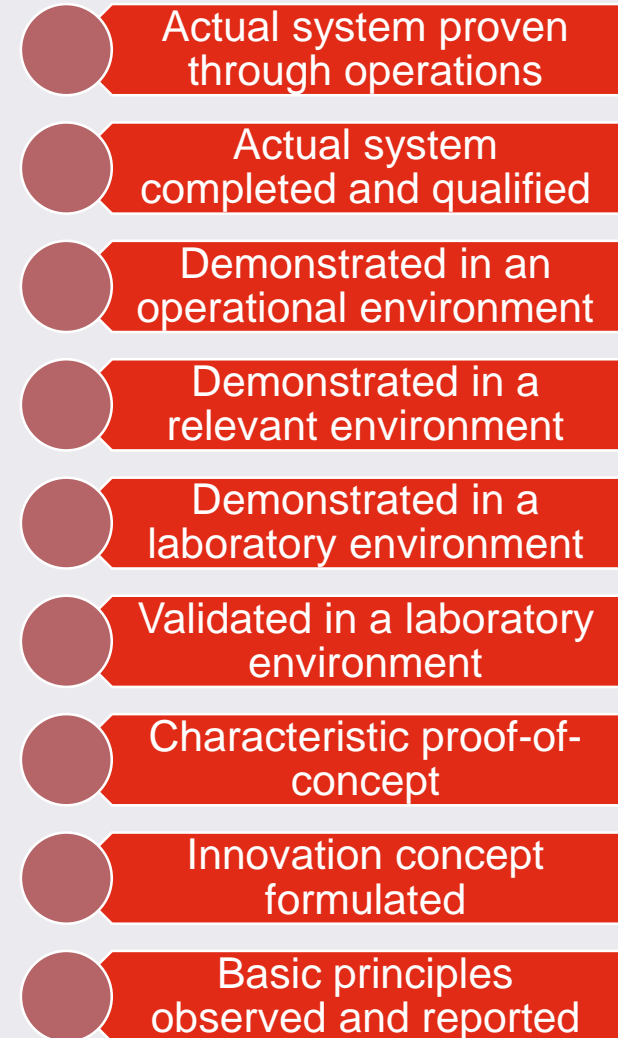 Actual system proven
through operations
Actual system
completed and qualified
Demonstrated in an
operational environment
Demonstrated in a
relevant environment
Demonstrated in a
laboratory environment
Validated in a laboratory
environment
Characteristic proof-of-
concept
Innovation concept
formulated
Basic principles
observed and reported